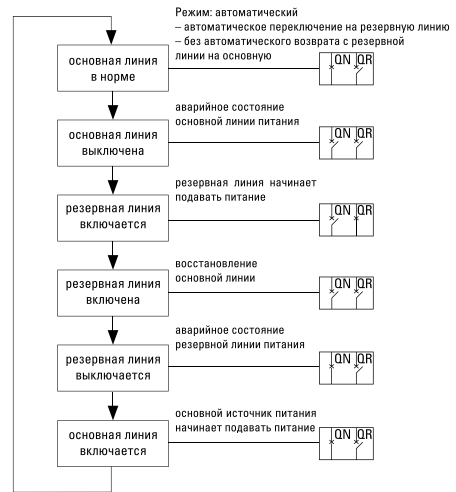 Режим: автоматический
– автоматическое переключение на резервную линию
– без автоматического возврата с резервной
линии на основную
основная линия
в норме
QN QR
аварийное состояние
основной линии питания
основная линия
выключена
QN QR
резервная линия начинает
подавать питание
резервная линия
включается
QN QR
восстановление
основной линии
резервная линия
включена
QN QR
аварийное состояние
резервной линии питания
резервная линия
выключается
QN QR
основной источник питания
начинает подавать питание
основная линия
включается
QN QR